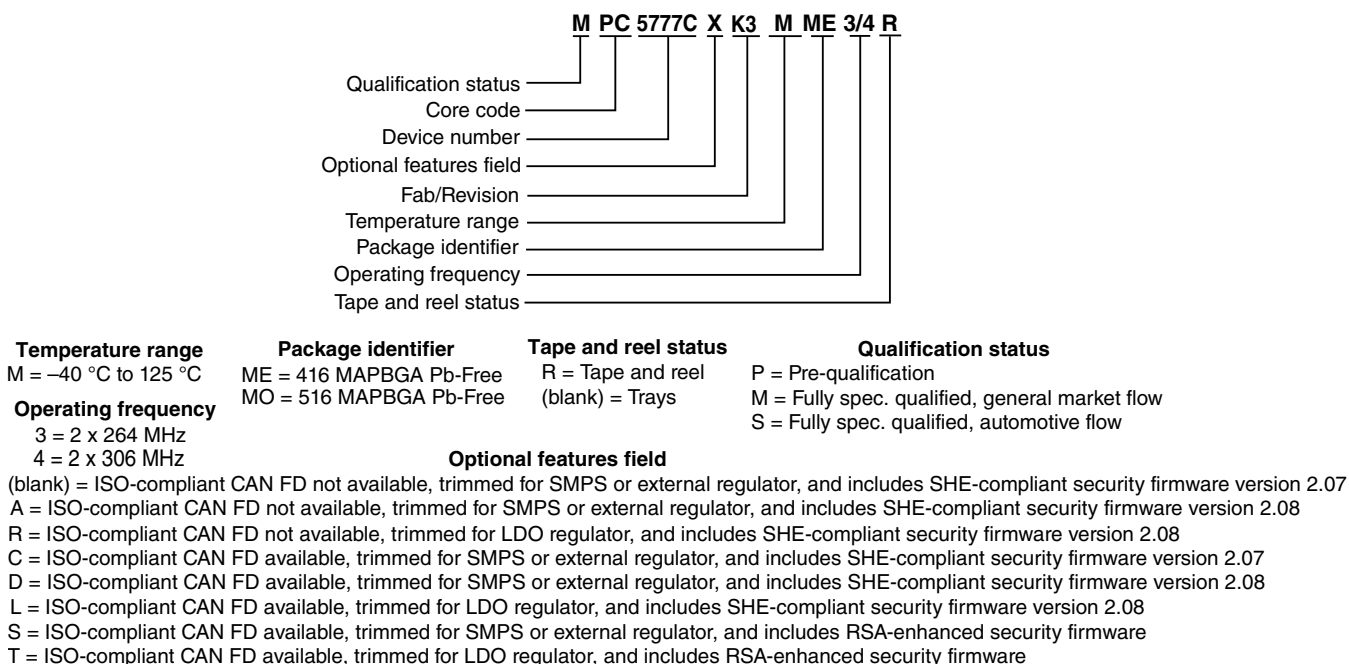 M PC 5777C X K3 M ME 3/4 R
Qualification status
Core code
Device number
Optional features field
Fab/Revision
Temperature range
Package identifier
Operating frequency
Tape and reel status
Temperature range
M = –40 °C to 125 °C
Operating frequency
3 = 2 x 264 MHz
4 = 2 x 306 MHz
Package identifier
ME = 416 MAPBGA Pb-Free
MO = 516 MAPBGA Pb-Free
Tape and reel status
R = Tape and reel
(blank) = Trays
Qualification status
P = Pre-qualification
M = Fully spec. qualified, general market flow
S = Fully spec. qualified, automotive flow
Optional features field
(blank) = ISO-compliant CAN FD not available, trimmed for SMPS or external regulator, and includes SHE-compliant security firmware version 2.07
A = ISO-compliant CAN FD not available, trimmed for SMPS or external regulator, and includes SHE-compliant security firmware version 2.08
R = ISO-compliant CAN FD not available, trimmed for LDO regulator, and includes SHE-compliant security firmware version 2.08
C = ISO-compliant CAN FD available, trimmed for SMPS or external regulator, and includes SHE-compliant security firmware version 2.07
D = ISO-compliant CAN FD available, trimmed for SMPS or external regulator, and includes SHE-compliant security firmware version 2.08
L = ISO-compliant CAN FD available, trimmed for LDO regulator, and includes SHE-compliant security firmware version 2.08
S = ISO-compliant CAN FD available, trimmed for SMPS or external regulator, and includes RSA-enhanced security firmware
T = ISO-compliant CAN FD available, trimmed for LDO regulator, and includes RSA-enhanced security firmware